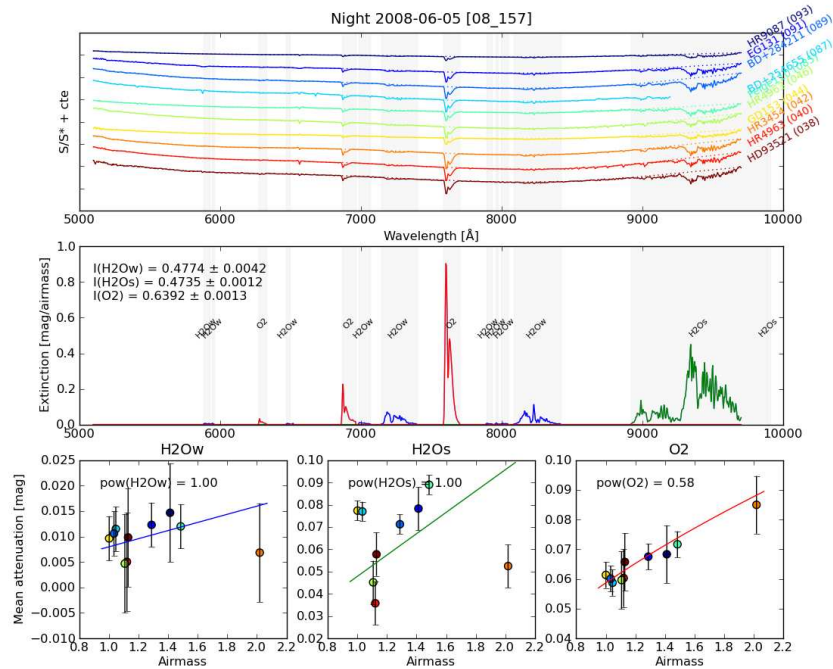 Night 2008-06-05 [08_157]
S/S* + cte
HR9087 (093)
EG131 (091)
BD+284211 (089)
BD+254655 (087)
HR3454 (042)
HR4963 (040)
HD93521 (038)
5000 6000 7000 8000 9000 10000
Wavelength [Å]
Extinction [mag/airmass]
1.0
0.8
0.6
0.4
0.2
0.0
I(H2Ow) = 0.4774 ± 0.0042
I(H2Os) = 0.4735 ± 0.0012
I(O2) = 0.6392 ± 0.0013
H2Ow H2Ow O2 H2Ow O2 H2Ow H2Ow O2 H2Ow H2Ow H2Ow H2Os H2Os
5000 6000 7000 8000 9000 10000
H2Ow
Mean attenuation [mag]
0.025
0.020
0.015
0.010
0.005
0.000
−0.005
−0.010
pow(H2Ow) = 1.00
0.8 1.0 1.2 1.4 1.6 1.8 2.0 2.2
Airmass
H2Os
0.10
0.09
0.08
0.07
0.06
0.05
0.04
0.03
0.02
pow(H2Os) = 1.00
0.8 1.0 1.2 1.4 1.6 1.8 2.0 2.2
Airmass
O2
0.10
0.09
0.08
0.07
0.06
0.05
0.04
pow(O2) = 0.58
0.8 1.0 1.2 1.4 1.6 1.8 2.0 2.2
Airmass